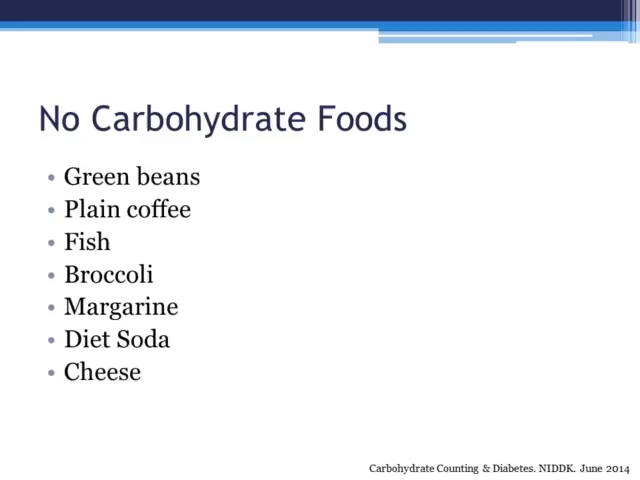 No Carbohydrate Foods
• Green beans
• Plain coffee
• Fish
• Broccoli
• Margarine
• Diet Soda
• Cheese
Carbohydrate Counting & Diabetes. NIDDK. June 2014